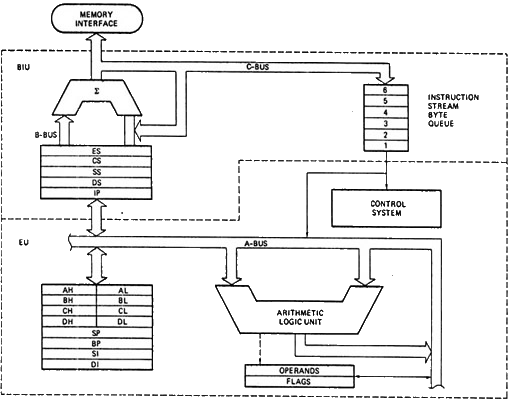 MEMORY
INTERFACE
BIU
C-BUS
Σ
B-BUS
6
5
4
3
2
1
INSTRUCTION
STREAM
BYTE
QUEUE
ES
CS
SS
DS
IP
CONTROL
SYSTEM
EU
A-BUS
AH AL
BH BL
CH CL
DH DL
SP
BP
SI
DI
ARITHMETIC
LOGIC UNIT
OPERANDS
FLAGS